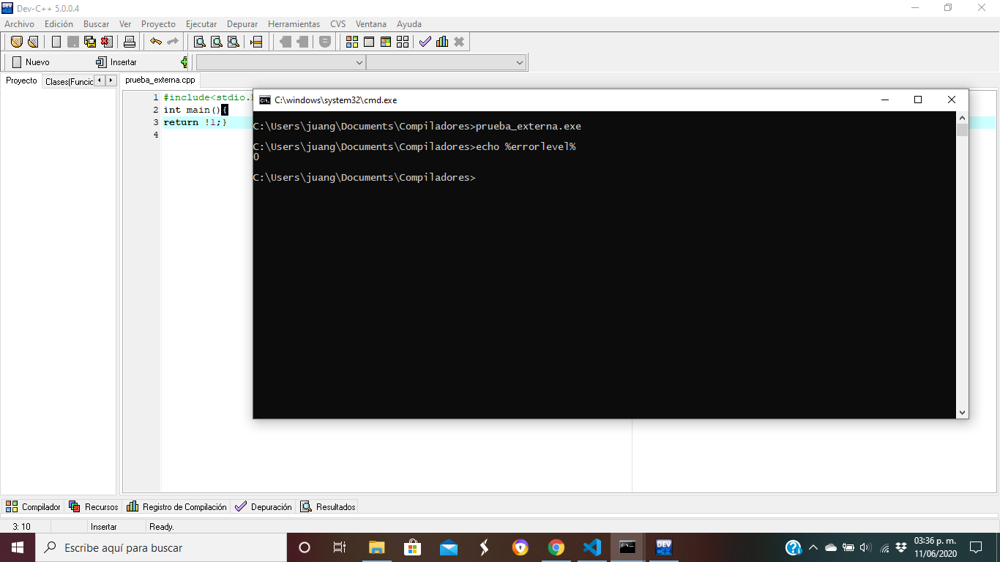 Dev-C++ 5.0.0.4
Archivo Edición Buscar Ver Proyecto Ejecutar Depurar Herramientas CVS Ventana Ayuda
Nuevo Insertar
Proyecto Clases(Funcic prueba_externa.cpp
1 #include<stdio.
2 int main(){
3 return !1;}
4
C:\windows\system32\cmd.exe
C:\Users\juang\Documents\Compiladores>prueba_externa.exe
C:\Users\juang\Documents\Compiladores>echo %errorlevel%
0
C:\Users\juang\Documents\Compiladores>
Compilador Recursos Registro de Compilación Depuración Resultados
3: 10 Insertar Ready.
Escribe aquí para buscar
DEV
03:36 p. m.
11/06/2020